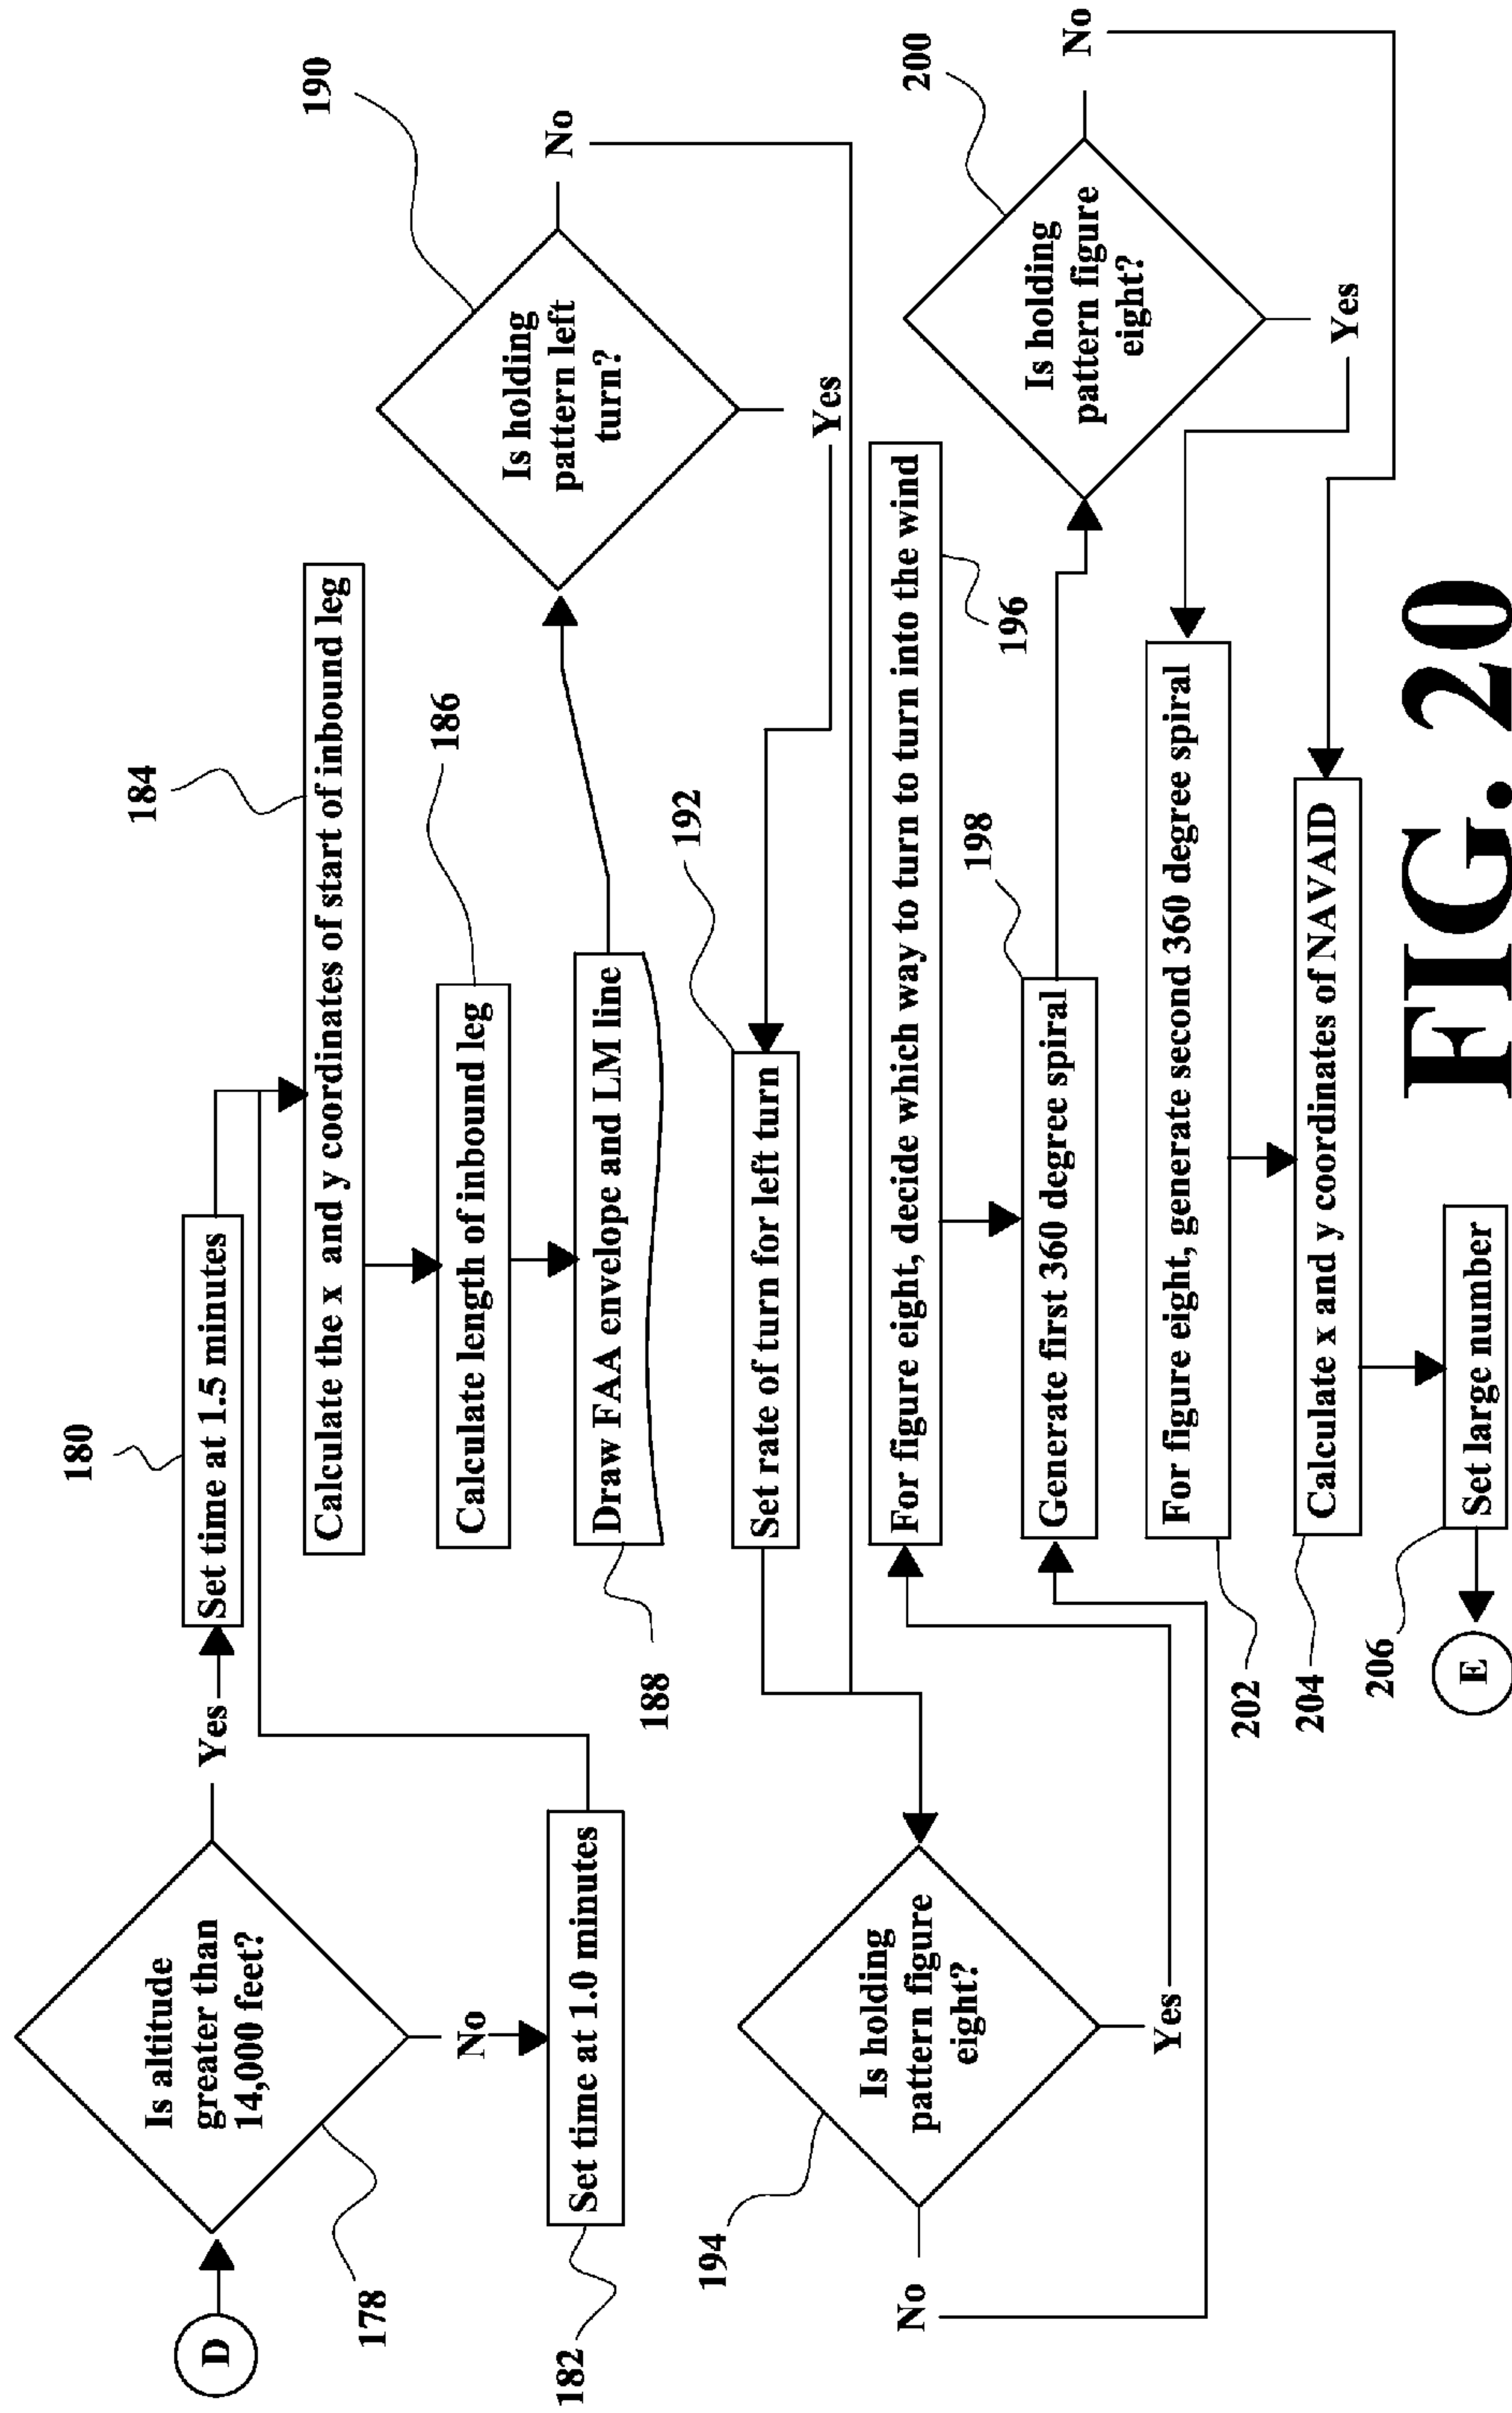 D
178
Is altitude
greater than
14,000 feet?
Yes
180
Set time at 1.5 minutes
No
182
Set time at 1.0 minutes
184
Calculate the x and y coordinates of start of inbound leg
186
Calculate length of inbound leg
188
Draw FAA envelope and LM line
190
Is holding
pattern left
turn?
No
Yes
192
Set rate of turn for left turn
194
Is holding
pattern figure
eight?
No
Yes
For figure eight, decide which way to turn to turn into the wind
196
198
Generate first 360 degree spiral
200
Is holding
pattern figure
eight?
No
Yes
202
For figure eight, generate second 360 degree spiral
204
Calculate x and y coordinates of NAVAID
206
Set large number
E
FIG. 20